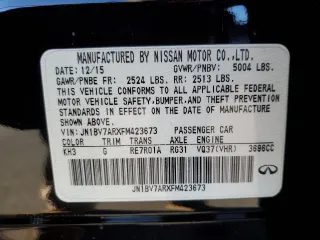 MANUFACTURED BY NISSAN MOTOR CO.,LTD.
DATE: 12/15 GVWR/PNBV: 5004 LBS.
GAWR/PNBE FR: 2524 LBS. RR: 2513 LBS.
THIS VEHICLE CONFORMS TO ALL APPLICABLE FEDERAL
MOTOR VEHICLE SAFETY,BUMPER,AND THEFT PREVENTION
STANDARDS IN EFFECT ON THE DATE OF MANUFACTURE
SHOWN ABOVE.
VIN:JN1BV7ARXFM423673 PASSENGER CAR
COLOR TRIM TRANS AXLE ENGINE
KH3 G RE7R01A RG31 VQ37(VHR) 3696CC
JN1BV7ARXFM423673